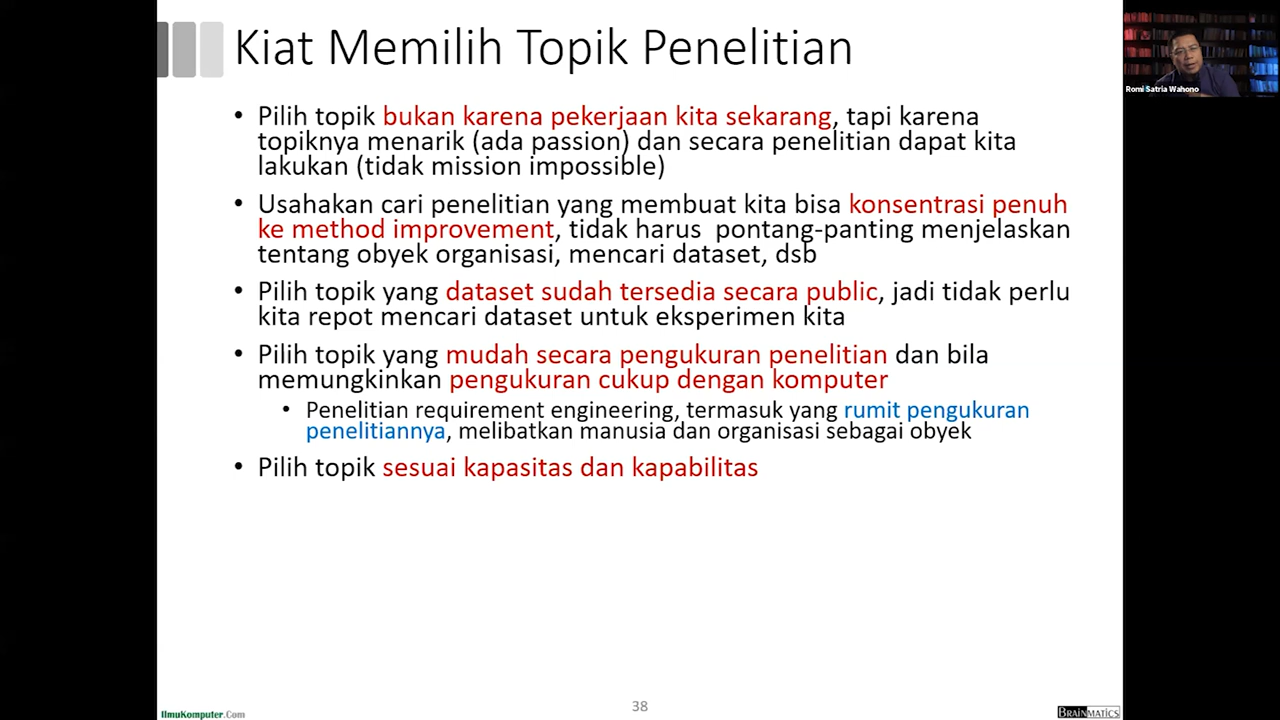 Kiat Memilih Topik Penelitian
Romi Satria Wahono
• Pilih topik bukan karena pekerjaan kita sekarang, tapi karena
topiknya menarik (ada passion) dan secara penelitian dapat kita
lakukan (tidak mission impossible)
• Usahakan cari penelitian yang membuat kita bisa konsentrasi penuh
ke method improvement, tidak harus pontang-panting menjelaskan
tentang obyek organisasi, mencari dataset, dsb
• Pilih topik yang dataset sudah tersedia secara public, jadi tidak perlu
kita repot mencari dataset untuk eksperimen kita
• Pilih topik yang mudah secara pengukuran penelitian dan bila
memungkinkan pengukuran cukup dengan komputer
• Penelitian requirement engineering, termasuk yang rumit pengukuran
penelitiannya, melibatkan manusia dan organisasi sebagai obyek
• Pilih topik sesuai kapasitas dan kapabilitas
IlmuKomputer.Com
38
BRAINMATICS